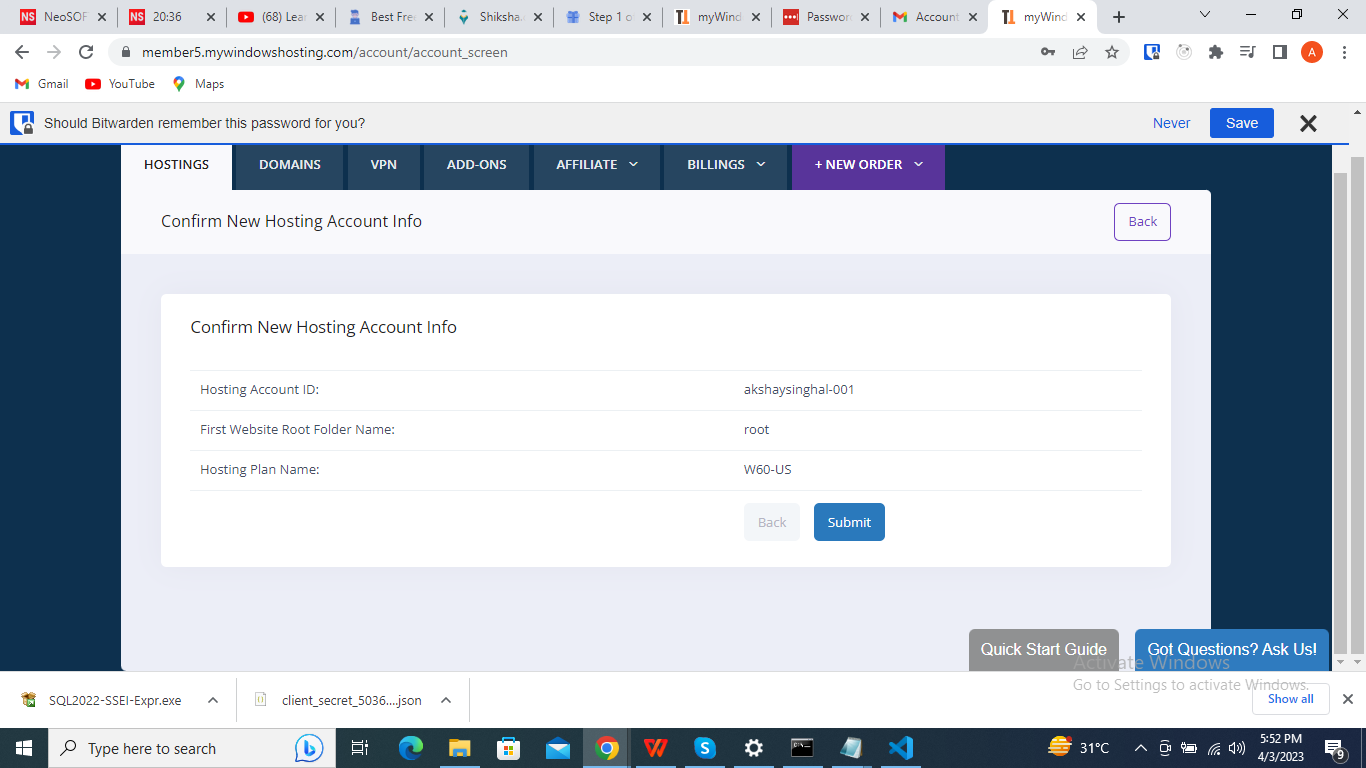 NeoSOF
20:36
(68) Lear
Best Fre
Shiksha.
Step 1 o
myWind
Passwor
Account
myWind
member5.mywindowshosting.com/account/account_screen
A
Gmail
YouTube
Maps
Should Bitwarden remember this password for you?
Never
Save
HOSTINGS
DOMAINS
VPN
ADD-ONS
AFFILIATE
BILLINGS
+ NEW ORDER
Confirm New Hosting Account Info
Back
Confirm New Hosting Account Info
Hosting Account ID: akshaysinghal-001
First Website Root Folder Name: root
Hosting Plan Name: W60-US
Back
Submit
Quick Start Guide
Got Questions? Ask Us!
Activate Windows
Go to Settings to activate Windows.
SQL2022-SSEI-Expr.exe
client_secret_5036....json
Show all
Type here to search
31°C
5:52 PM
4/3/2023
9